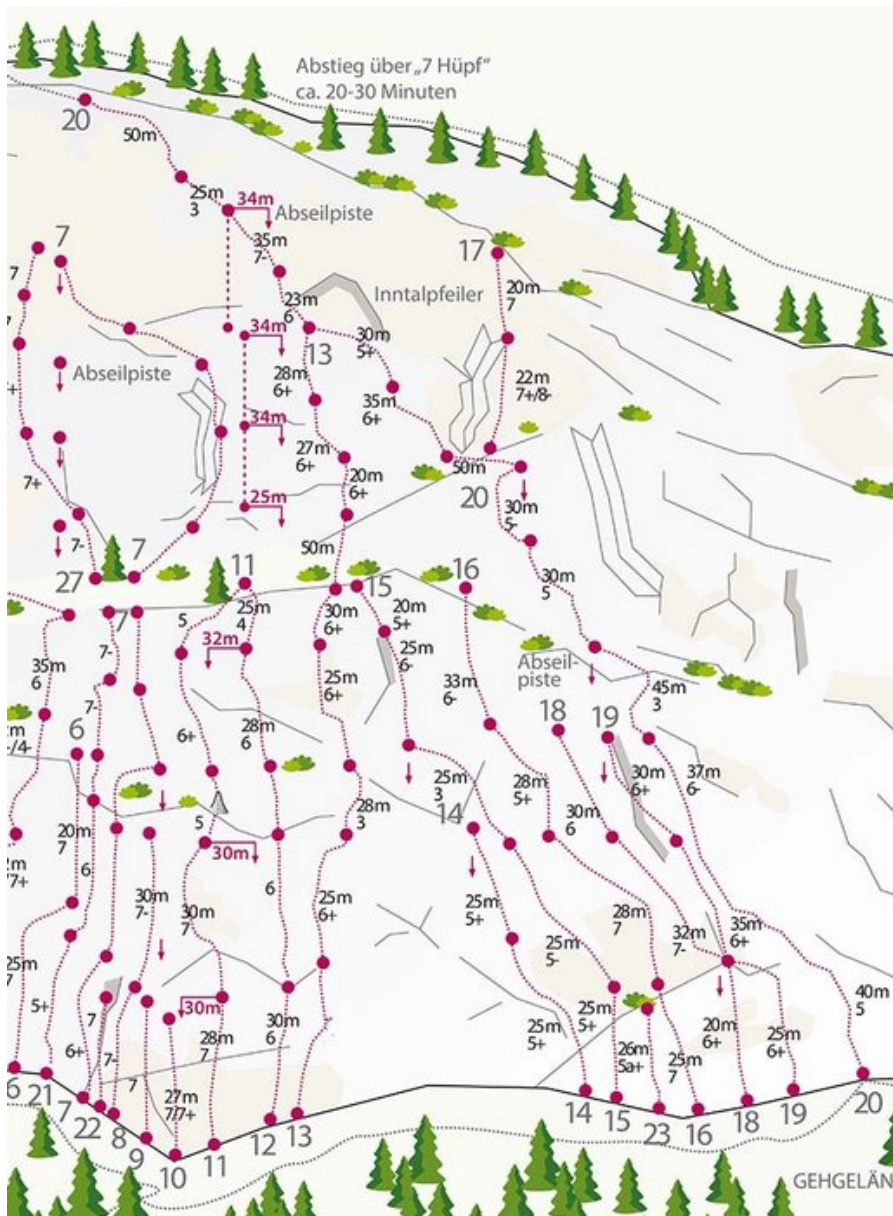 Abstieg über „7 Hüpf“
ca. 20-30 Minuten
20
50m
25m
3
34m
Abseilpiste
35m
7-
7
17
7
20m
7
23m
6
Inntalpfeiler
34m
13
30m
5+
28m
6+
Abseilpiste
22m
7+/8-
35m
6+
34m
27m
6+
50m
20m
6+
20
7+
25m
30m
5-
7-
50m
27
7
11
15
16
30m
5
7
5
25m
4
30m
6+
20m
5+
7-
32m
25m
6-
35m
6
25m
6+
Abseil-
piste
33m
6-
45m
3
7-
18
19
6
6+
28m
6
25m
3
28m
5+
30m
6+
37m
6-
5
28m
3
14
30m
6
20m
7
30m
6
6
30m
7-
30m
7
25m
6+
25m
5+
28m
7
25m
5-
32m
7-
35m
6+
25m
7
5+
7
30m
40m
5
30m
6
25m
5+
25m
5+
20m
6+
25m
6+
6+
7-
28m
7
26m
5a+
25m
7
7
27m
7/7+
6
21
7
22
8
9
10
11
12
13
14
15
23
16
18
19
20
GEHGELÄN